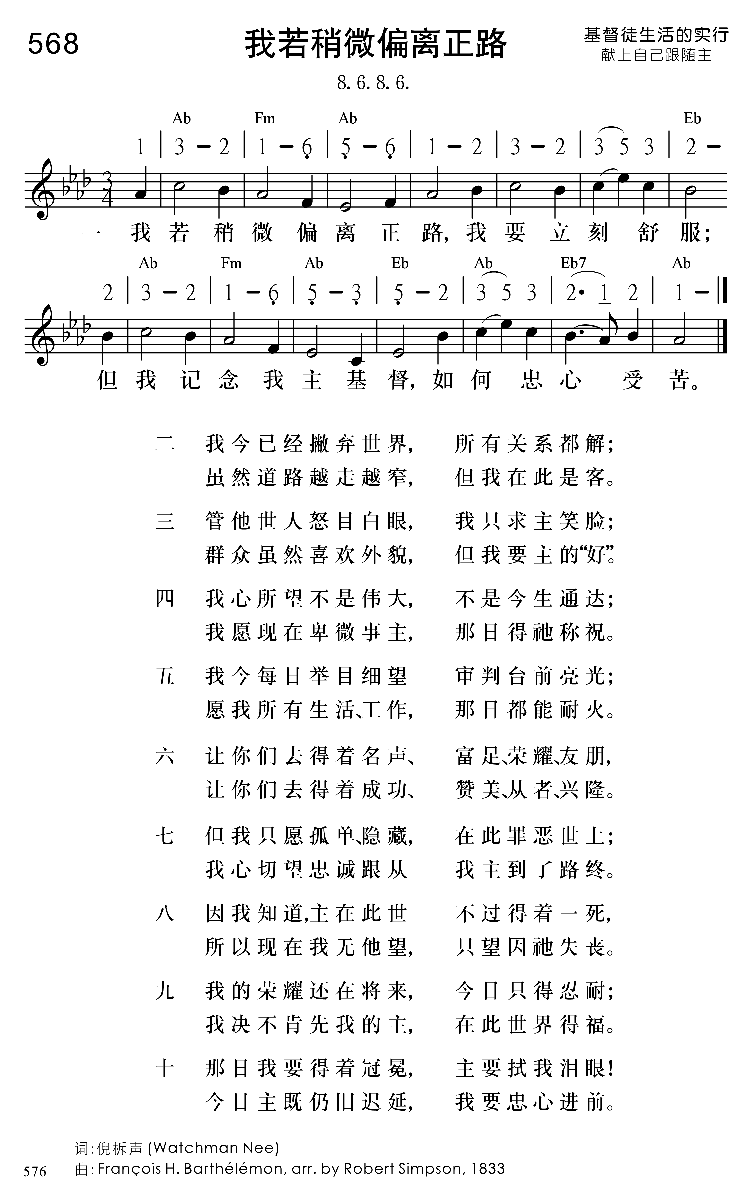 568
我若稍微偏离正路
基督徒生活的实行
献上自己跟随主
8. 6. 8. 6.
Ab Fm Ab Eb
1 | 3 – 2 | 1 – 6̣ | 5̣ – 6̣ | 1 – 2 | 3 – 2 | 3 5 3 | 2 –
3/4
· 我 若 稍 微 偏 离 正 路, 我 要 立 刻 舒 服;
Ab Fm Ab Eb Ab Eb7 Ab
2 | 3 – 2 | 1 – 6̣ | 5̣ – 3̣ | 5̣ – 2 | 3 5 3 | 2· 1 2 | 1 – ‖
但 我 记 念 我 主 基 督, 如 何 忠 心 受 苦。
二 我今已经撇弃世界, 所有关系都解;
虽然道路越走越窄, 但我在此是客。
三 管他世人怒目白眼, 我只求主笑脸;
群众虽然喜欢外貌, 但我要主的“好”。
四 我心所望不是伟大, 不是今生通达;
我愿现在卑微事主, 那日得祂称祝。
五 我今每日举目细望 审判台前亮光;
愿我所有生活、工作, 那日都能耐火。
六 让你们去得着名声、 富足、荣耀、友朋,
让你们去得着成功、 赞美、从者、兴隆。
七 但我只愿孤单、隐藏, 在此罪恶世上;
我心切望忠诚跟从 我主到了路终。
八 因我知道,主在此世 不过得着一死,
所以现在我无他望, 只望因祂失丧。
九 我的荣耀还在将来, 今日只得忍耐;
我决不肯先我的主, 在此世界得福。
十 那日我要得着冠冕, 主要拭我泪眼!
今日主既仍旧迟延, 我要忠心进前。
词:倪柝声 (Watchman Nee)
576 曲: François H. Barthélémon, arr. by Robert Simpson, 1833